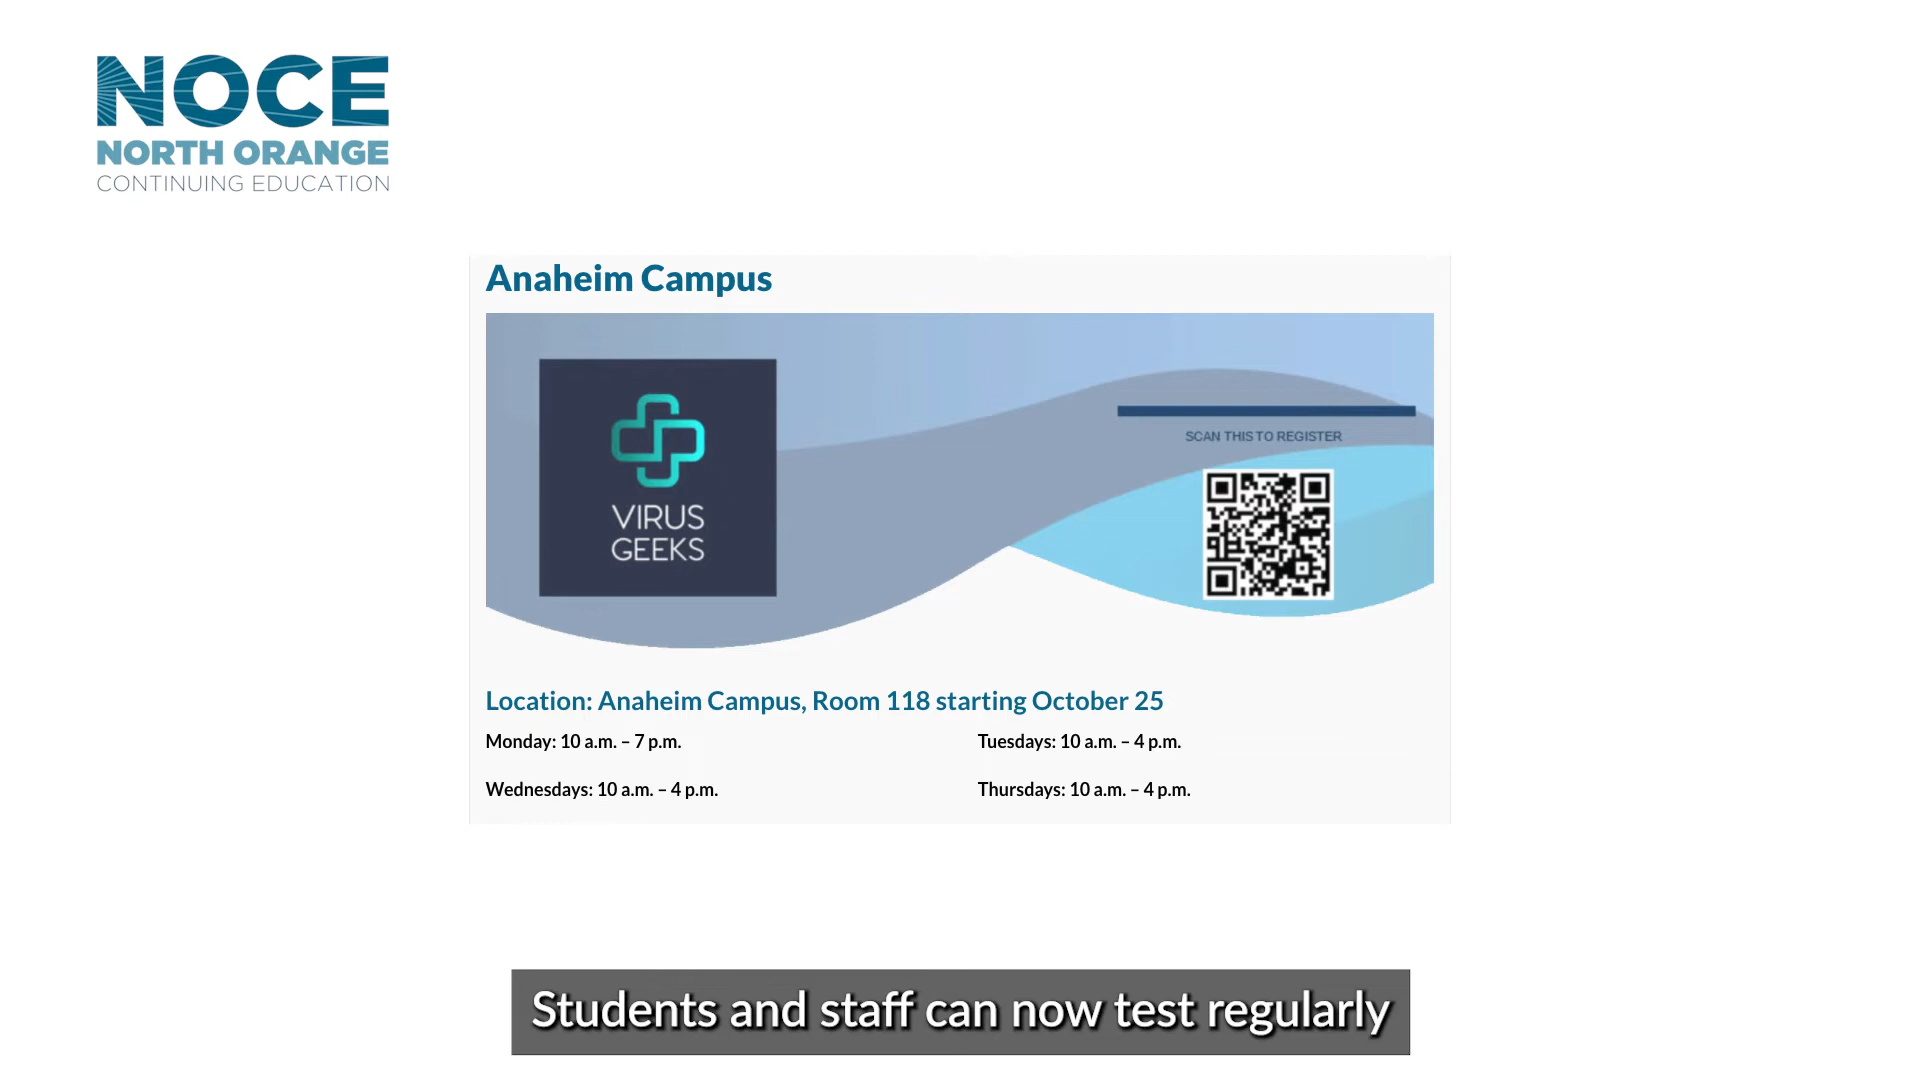 NOCE
NORTH ORANGE
CONTINUING EDUCATION
Anaheim Campus
VIRUS
GEEKS
SCAN THIS TO REGISTER
Location: Anaheim Campus, Room 118 starting October 25
Monday: 10 a.m. – 7 p.m.
Tuesdays: 10 a.m. – 4 p.m.
Wednesdays: 10 a.m. – 4 p.m.
Thursdays: 10 a.m. – 4 p.m.
Students and staff can now test regularly